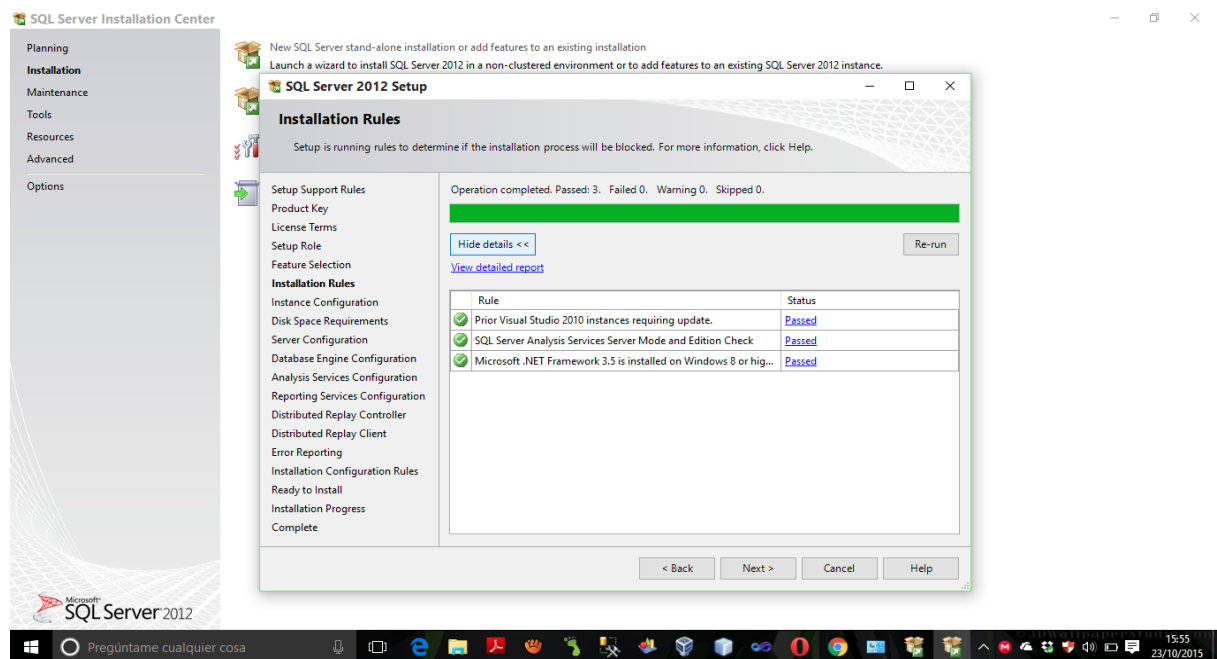 SQL Server Installation Center
Planning
Installation
Maintenance
Tools
Resources
Advanced
Options
New SQL Server stand-alone installation or add features to an existing installation
Launch a wizard to install SQL Server 2012 in a non-clustered environment or to add features to an existing SQL Server 2012 instance.
SQL Server 2012 Setup
Installation Rules
Setup is running rules to determine if the installation process will be blocked. For more information, click Help.
Setup Support Rules
Product Key
License Terms
Setup Role
Feature Selection
Installation Rules
Instance Configuration
Disk Space Requirements
Server Configuration
Database Engine Configuration
Analysis Services Configuration
Reporting Services Configuration
Distributed Replay Controller
Distributed Replay Client
Error Reporting
Installation Configuration Rules
Ready to Install
Installation Progress
Complete
Operation completed. Passed: 3. Failed 0. Warning 0. Skipped 0.
Hide details <<
Re-run
View detailed report
Rule Status
Prior Visual Studio 2010 instances requiring update. Passed
SQL Server Analysis Services Server Mode and Edition Check Passed
Microsoft .NET Framework 3.5 is installed on Windows 8 or hig... Passed
< Back Next > Cancel Help
Microsoft
SQL Server 2012
Pregúntame cualquier cosa
15:55
23/10/2015